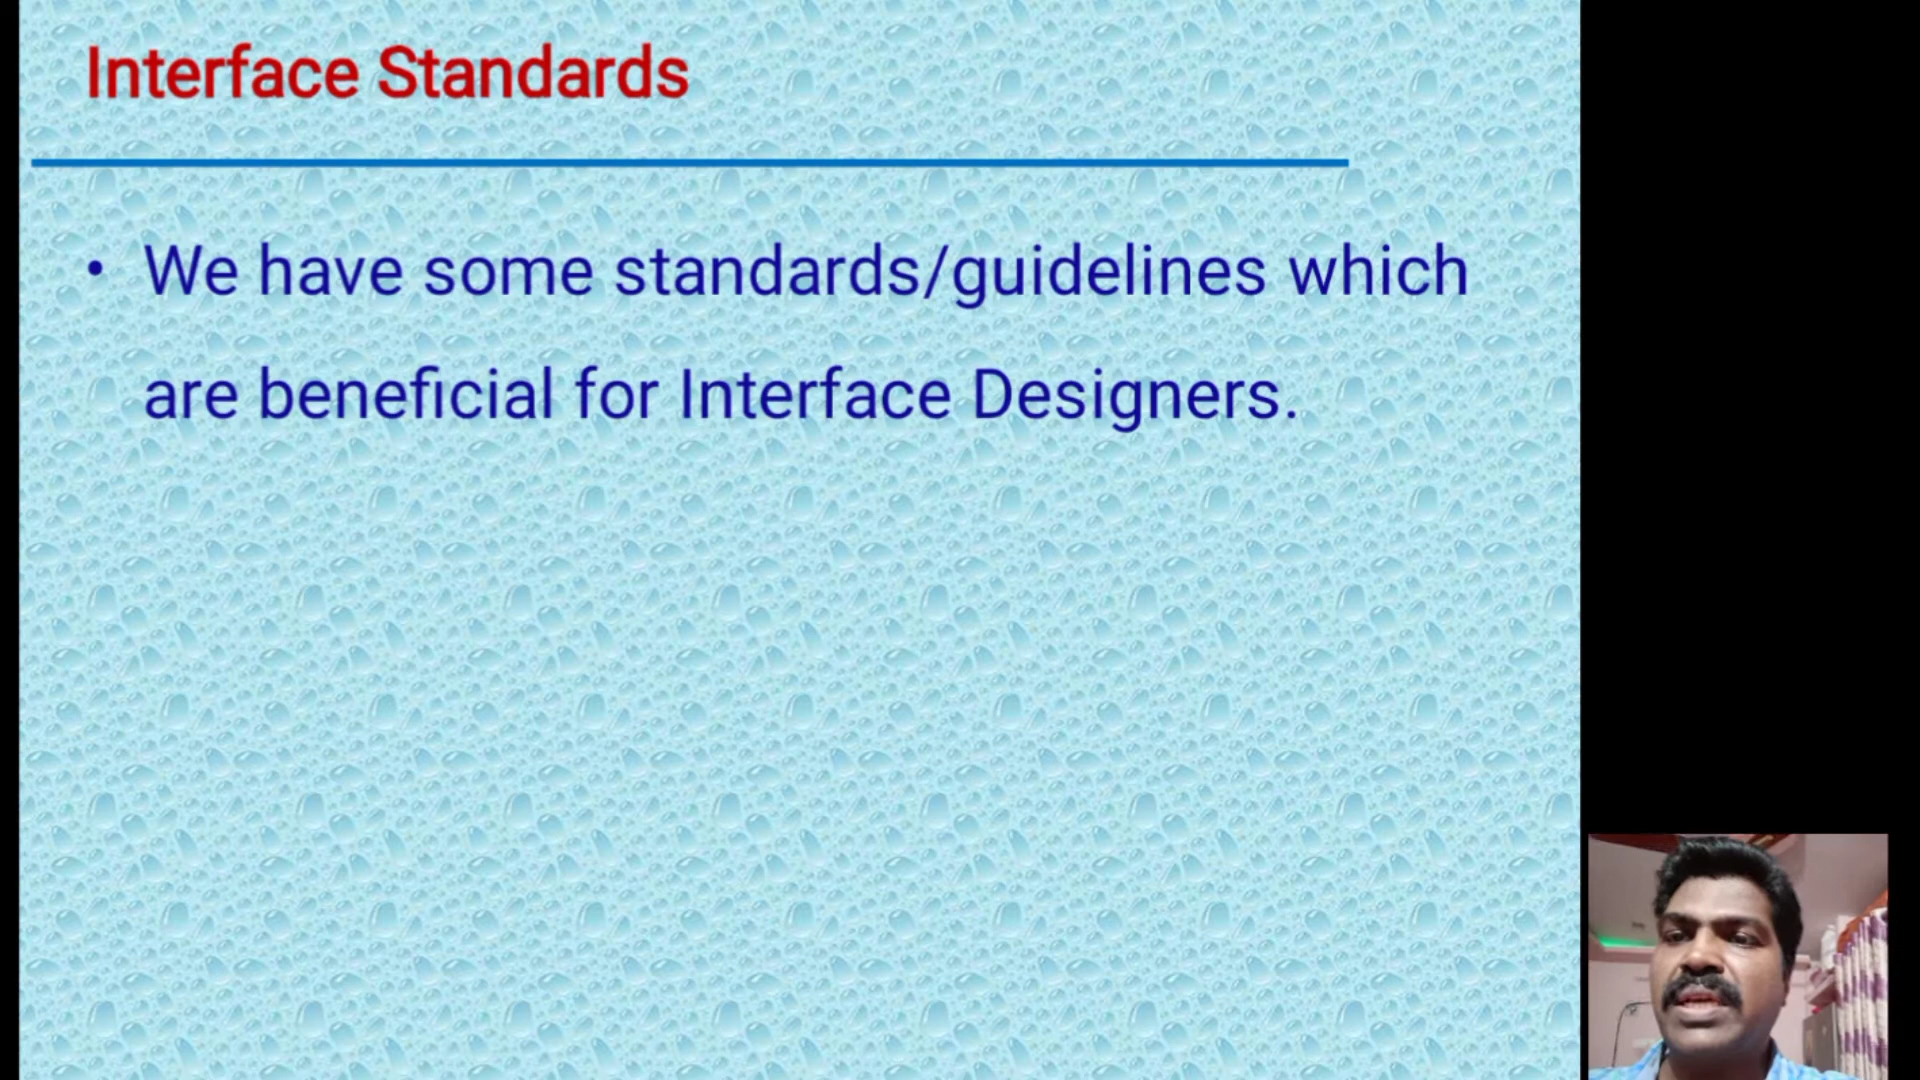 Interface Standards
• We have some standards/guidelines which
are beneficial for Interface Designers.